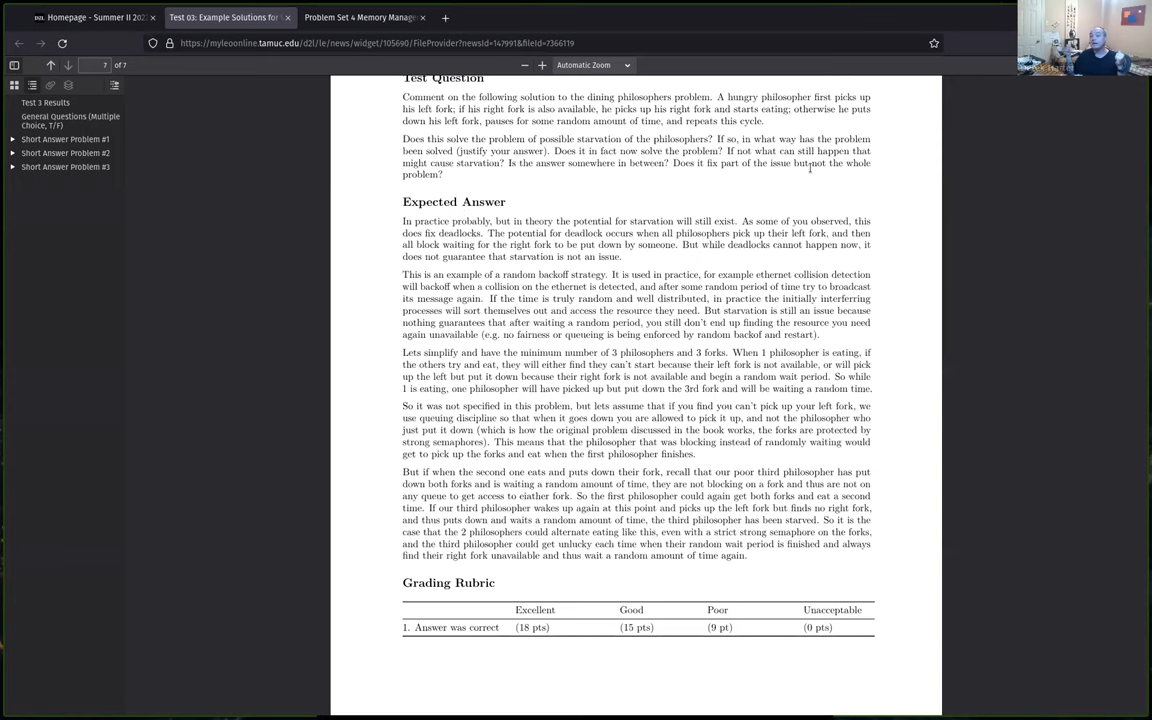 Homepage - Summer II 202
Test 03: Example Solutions for
Problem Set 4 Memory Manage
https://myleoonline.tamuc.edu/d2l/le/news/widget/105690/FileProvider?newsId=147991&fileId=7366119
7 of 7
Automatic Zoom
Test 3 Results
General Questions (Multiple
Choice, T/F)
Short Answer Problem #1
Short Answer Problem #2
Short Answer Problem #3
Test Question
Comment on the following solution to the dining philosophers problem. A hungry philosopher first picks up
his left fork; if his right fork is also available, he picks up his right fork and starts eating; otherwise he puts
down his left fork, pauses for some random amount of time, and repeats this cycle.
Does this solve the problem of possible starvation of the philosophers? If so, in what way has the problem
been solved (justify your answer). Does it in fact now solve the problem? If not what can still happen that
might cause starvation? Is the answer somewhere in between? Does it fix part of the issue but not the whole
problem?
Expected Answer
In practice probably, but in theory the potential for starvation will still exist. As some of you observed, this
does fix deadlocks. The potential for deadlock occurs when all philosophers pick up their left fork, and then
all block waiting for the right fork to be put down by someone. But while deadlocks cannot happen now, it
does not guarantee that starvation is not an issue.
This is an example of a random backoff strategy. It is used in practice, for example ethernet collision detection
will backoff when a collision on the ethernet is detected, and after some random period of time try to broadcast
its message again. If the time is truly random and well distributed, in practice the initially interfering
processes will sort themselves out and access the resource they need. But starvation is still an issue because
nothing guarantees that after waiting a random period, you still don't end up finding the resource you need
again unavailable (e.g. no fairness or queueing is being enforced by random backof and restart).
Lets simplify and have the minimum number of 3 philosophers and 3 forks. When 1 philosopher is eating, if
the others try and eat, they will either find they can't start because their left fork is not available, or will pick
up the left but put it down because their right fork is not available and begin a random wait period. So while
1 is eating, one philosopher will have picked up but put down the 3rd fork and will be waiting a random time.
So it was not specified in this problem, but lets assume that if you find you can't pick up your left fork, we
use queuing discipline so that when it goes down you are allowed to pick it up, and not the philosopher who
just put it down (which is how the original problem discussed in the book works, the forks are protected by
strong semaphores). This means that the philosopher that was blocking instead of randomly waiting would
get to pick up the forks and eat when the first philosopher finishes.
But if when the second one eats and puts down their fork, recall that our poor third philosopher has put
down both forks and is waiting a random amount of time, they are not blocking on a fork and thus are not on
any queue to get access to eiather fork. So the first philosopher could again get both forks and eat a second
time. If our third philosopher wakes up again at this point and picks up the left fork but finds no right fork,
and thus puts down and waits a random amount of time, the third philosopher has been starved. So it is the
case that the 2 philosophers could alternate eating like this, even with a strict strong semaphore on the forks,
and the third philosopher could get unlucky each time when their random wait period is finished and always
find their right fork unavailable and thus wait a random amount of time again.
Grading Rubric
Excellent Good Poor Unacceptable
1. Answer was correct (18 pts) (15 pts) (9 pt) (0 pts)